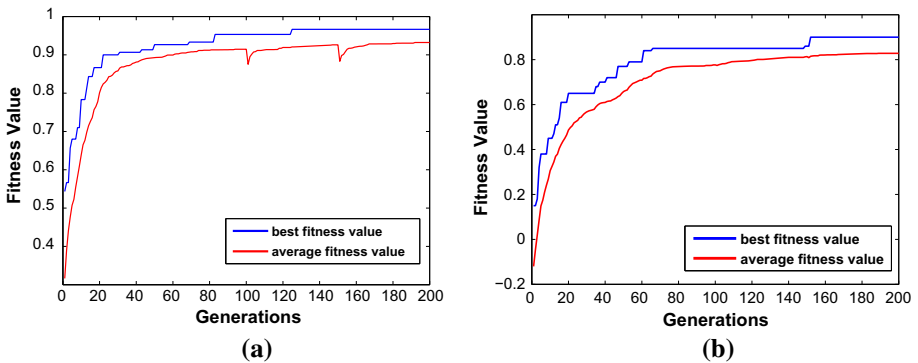 1
0.9
0.8
0.7
0.6
0.5
0.4
Fitness Value
0 20 40 60 80 100 120 140 160 180 200
Generations
best fitness value
average fitness value
(a)
0.8
0.6
0.4
0.2
0
−0.2
Fitness Value
0 20 40 60 80 100 120 140 160 180 200
Generations
best fitness value
average fitness value
(b)